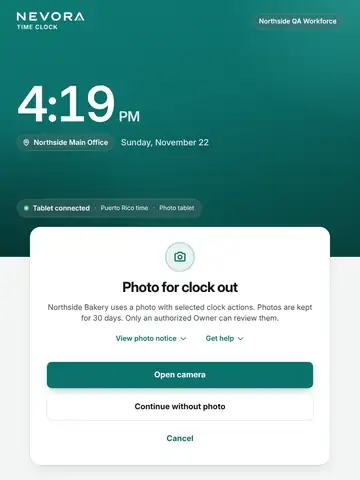 NEVORA
TIME CLOCK
Northside QA Workforce
4:19 PM
Northside Main Office
Sunday, November 22
Tablet connected · Puerto Rico time · Photo tablet
Photo for clock out
Northside Bakery uses a photo with selected clock actions. Photos are kept
for 30 days. Only an authorized Owner can review them.
View photo notice
Get help
Open camera
Continue without photo
Cancel